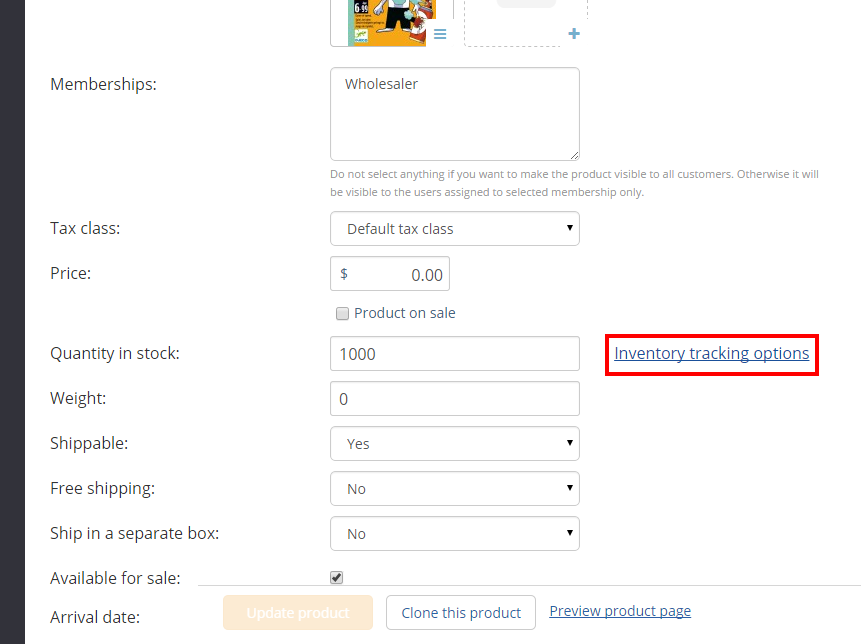 6-99
Memberships:
Wholesaler
Do not select anything if you want to make the product visible to all customers. Otherwise it will
be visible to the users assigned to selected membership only.
Tax class:
Default tax class
Price:
$ 0.00
Product on sale
Quantity in stock:
1000
Inventory tracking options
Weight:
0
Shippable:
Yes
Free shipping:
No
Ship in a separate box:
No
Available for sale:
Arrival date:
Update product
Clone this product
Preview product page